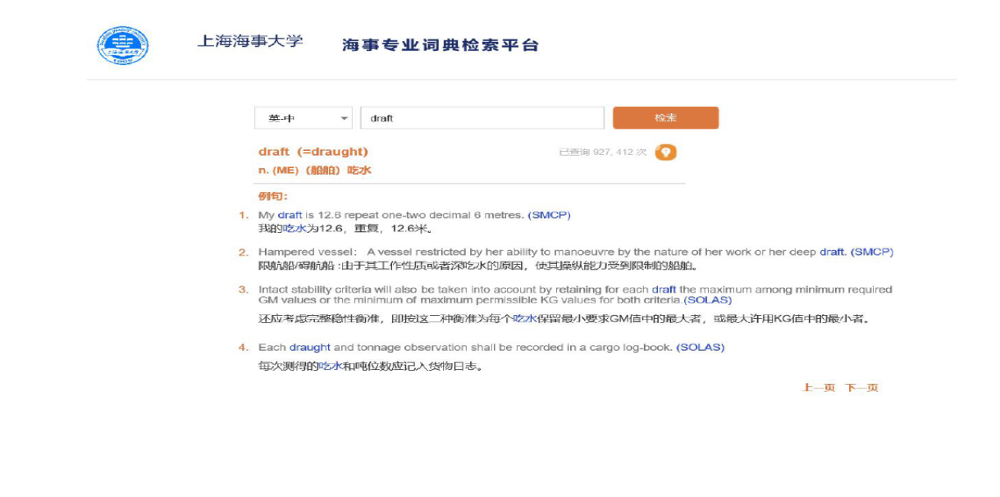 上海海事大学 海事专业词典检索平台
英-中 draft 检索
draft (=draught) 已查询 927, 412 次
n. (ME) (船舶) 吃水
例句:
1. My draft is 12.6 repeat one-two decimal 6 metres. (SMCP)
我的吃水为12.6，重复，12.6米。
2. Hampered vessel： A vessel restricted by her ability to manoeuvre by the nature of her work or her deep draft. (SMCP)
限航船/碍航船 :由于其工作性质或者深吃水的原因，使其操纵能力受到限制的船舶。
3. Intact stability criteria will also be taken into account by retaining for each draft the maximum among minimum required
GM values or the minimum of maximum permissible KG values for both criteria.(SOLAS)
还应考虑完整稳性衡准，即按这二种衡准为每个吃水保留最小要求GM值中的最大者，或最大许用KG值中的最小者。
4. Each draught and tonnage observation shall be recorded in a cargo log-book. (SOLAS)
每次测得的吃水和吨位数应记入货物日志。
上一页 下一页